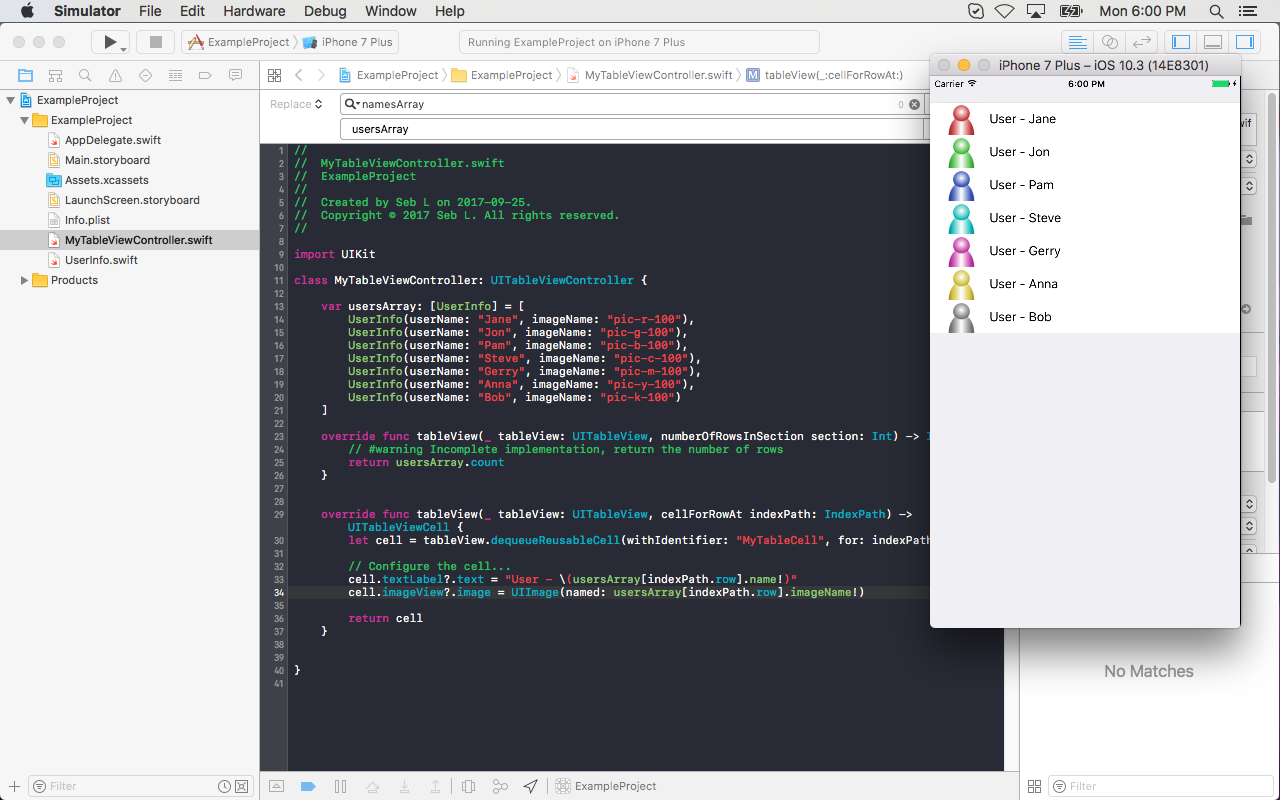 Simulator File Edit Hardware Debug Window Help Mon 6:00 PM
ExampleProject iPhone 7 Plus
Running ExampleProject on iPhone 7 Plus
ExampleProject
ExampleProject
AppDelegate.swift
Main.storyboard
Assets.xcassets
LaunchScreen.storyboard
Info.plist
MyTableViewController.swift
UserInfo.swift
Products
Filter
ExampleProject ExampleProject MyTableViewController.swift M tableView(_:cellForRowAt:)
Replace namesArray 0
usersArray
1 //
2 //  MyTableViewController.swift
3 //  ExampleProject
4 //
5 //  Created by Seb L on 2017-09-25.
6 //  Copyright © 2017 Seb L. All rights reserved.
7 //
8
9 import UIKit
10
11 class MyTableViewController: UITableViewController {
12
13 var usersArray: [UserInfo] = [
14 UserInfo(userName: "Jane", imageName: "pic-r-100"),
15 UserInfo(userName: "Jon", imageName: "pic-g-100"),
16 UserInfo(userName: "Pam", imageName: "pic-b-100"),
17 UserInfo(userName: "Steve", imageName: "pic-c-100"),
18 UserInfo(userName: "Gerry", imageName: "pic-m-100"),
19 UserInfo(userName: "Anna", imageName: "pic-y-100"),
20 UserInfo(userName: "Bob", imageName: "pic-k-100")
21 ]
22
23 override func tableView(_ tableView: UITableView, numberOfRowsInSection section: Int) ->
24 // #warning Incomplete implementation, return the number of rows
25 return usersArray.count
26 }
27
28
29 override func tableView(_ tableView: UITableView, cellForRowAt indexPath: IndexPath) ->
UITableViewCell {
30 let cell = tableView.dequeueReusableCell(withIdentifier: "MyTableCell", for: indexPath
31
32 // Configure the cell...
33 cell.textLabel?.text = "User - \(usersArray[indexPath.row].name!)"
34 cell.imageView?.image = UIImage(named: usersArray[indexPath.row].imageName!)
35
36 return cell
37 }
38
39
40 }
41
ExampleProject
iPhone 7 Plus – iOS 10.3 (14E8301)
Carrier 6:00 PM
User - Jane
User - Jon
User - Pam
User - Steve
User - Gerry
User - Anna
User - Bob
No Matches
Filter